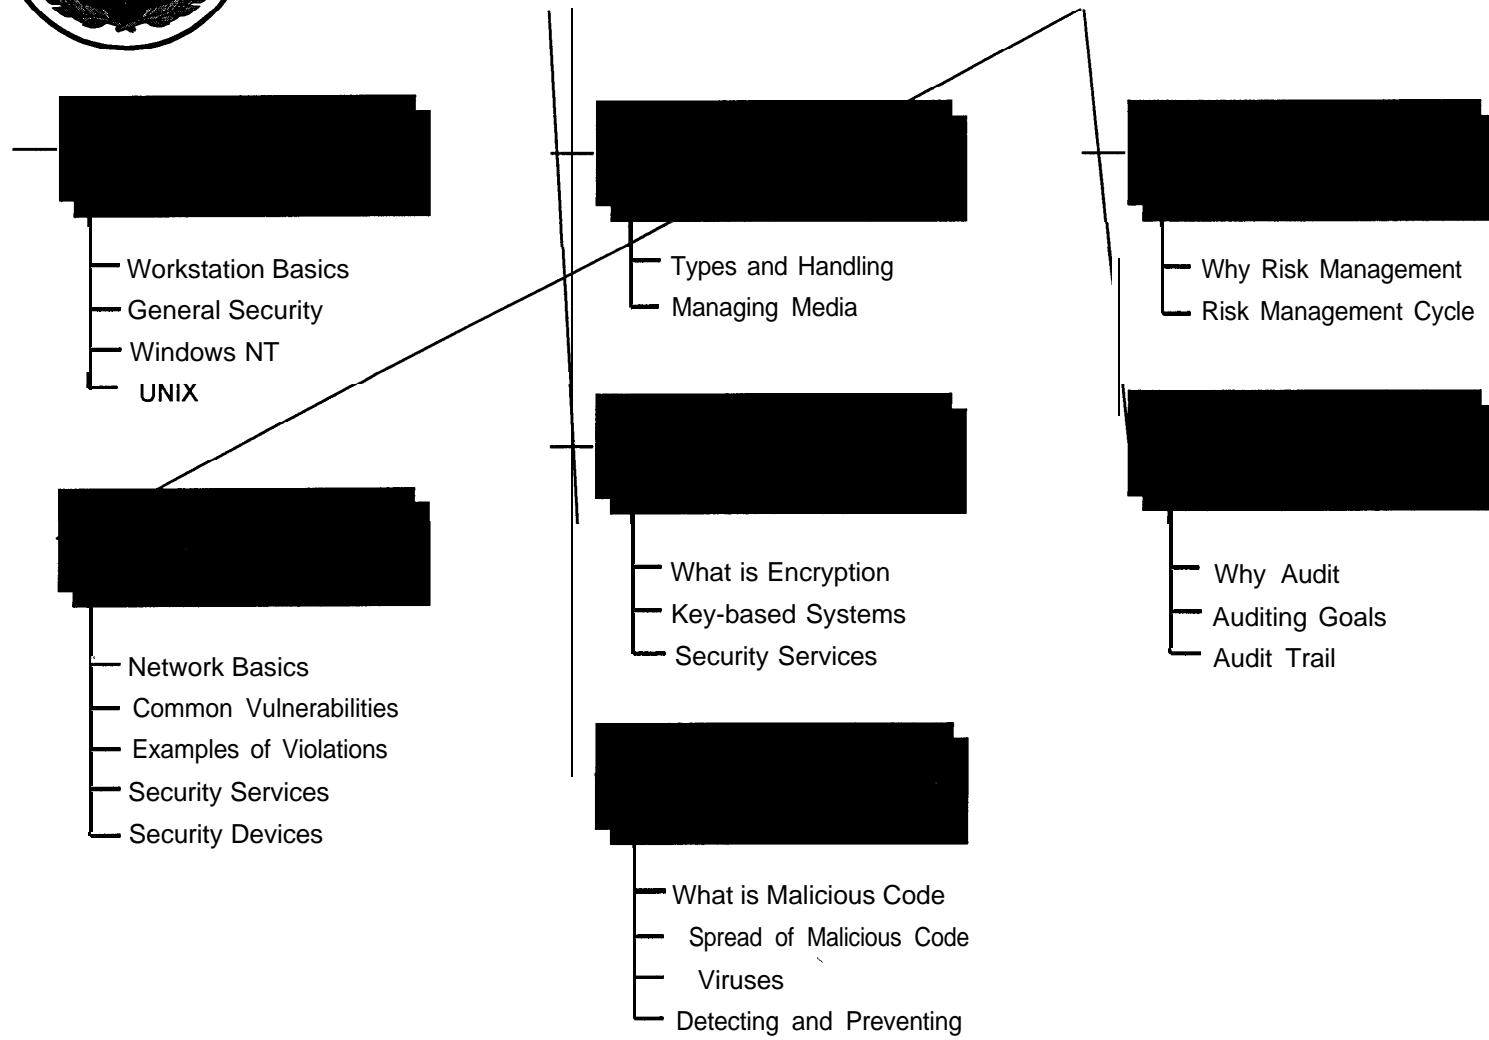 Workstation Basics
General Security
Windows NT
UNIX
Network Basics
Common Vulnerabilities
Examples of Violations
Security Services
Security Devices
Types and Handling
Managing Media
What is Encryption
Key-based Systems
Security Services
What is Malicious Code
Spread of Malicious Code
Viruses
Detecting and Preventing
Why Risk Management
Risk Management Cycle
Why Audit
Auditing Goals
Audit Trail